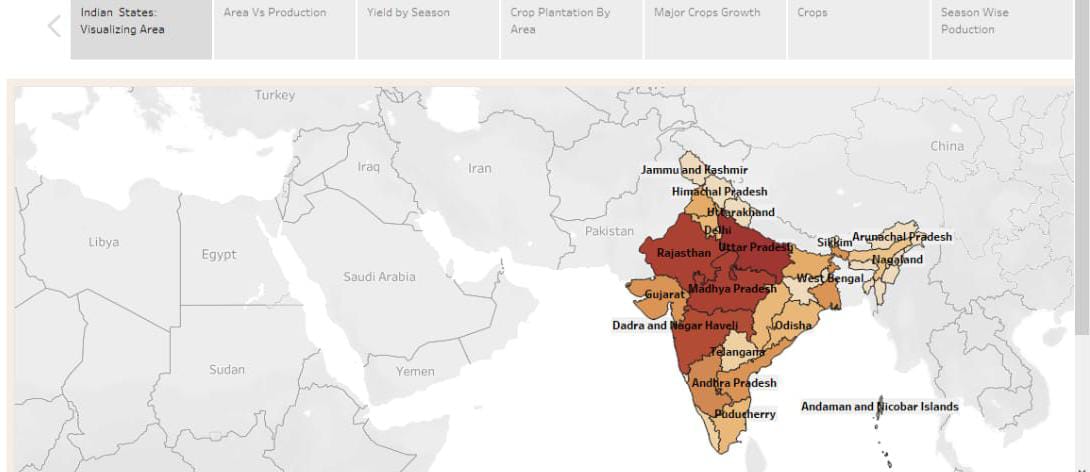 Indian States:
Visualizing Area
Area Vs Production
Yield by Season
Crop Plantation By
Area
Major Crops Growth
Crops
Season Wise
Poduction
Turkey
China
Iraq
Iran
Jammu and Kashmir
Himachal Pradesh
Uttarakhand
Pakistan
Delhi
Libya
Sikkim
Arunachal Pradesh
Uttar Pradesh
Egypt
Rajasthan
Nagaland
Saudi Arabia
West Bengal
Madhya Pradesh
Gujarat
Dadra and Nagar Haveli
Odisha
Telangana
Sudan
Yemen
Andhra Pradesh
Andaman and Nicobar Islands
Puducherry